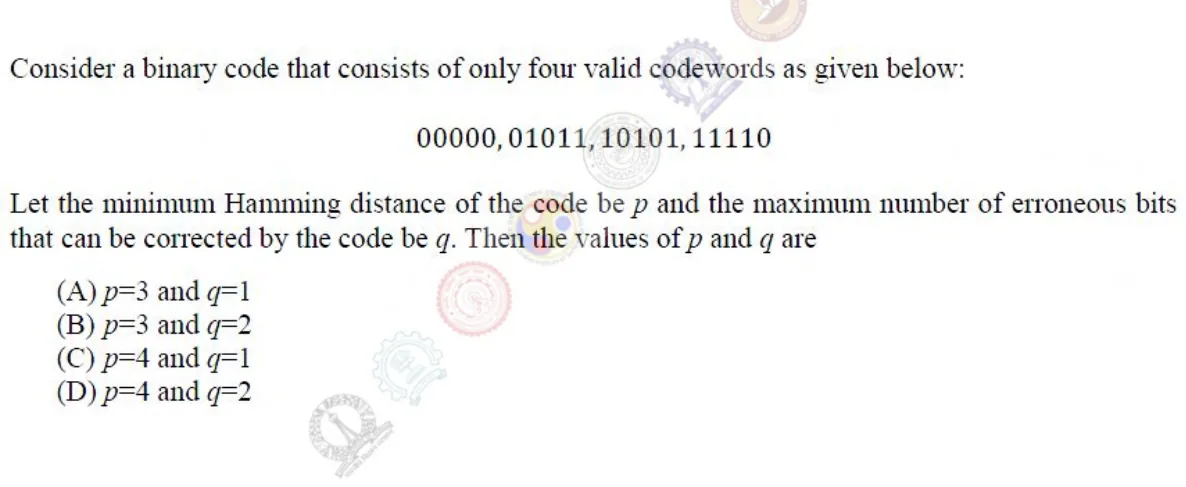 Consider a binary code that consists of only four valid codewords as given below:
00000, 01011, 10101, 11110
Let the minimum Hamming distance of the code be p and the maximum number of erroneous bits
that can be corrected by the code be q. Then the values of p and q are
(A) p=3 and q=1
(B) p=3 and q=2
(C) p=4 and q=1
(D) p=4 and q=2